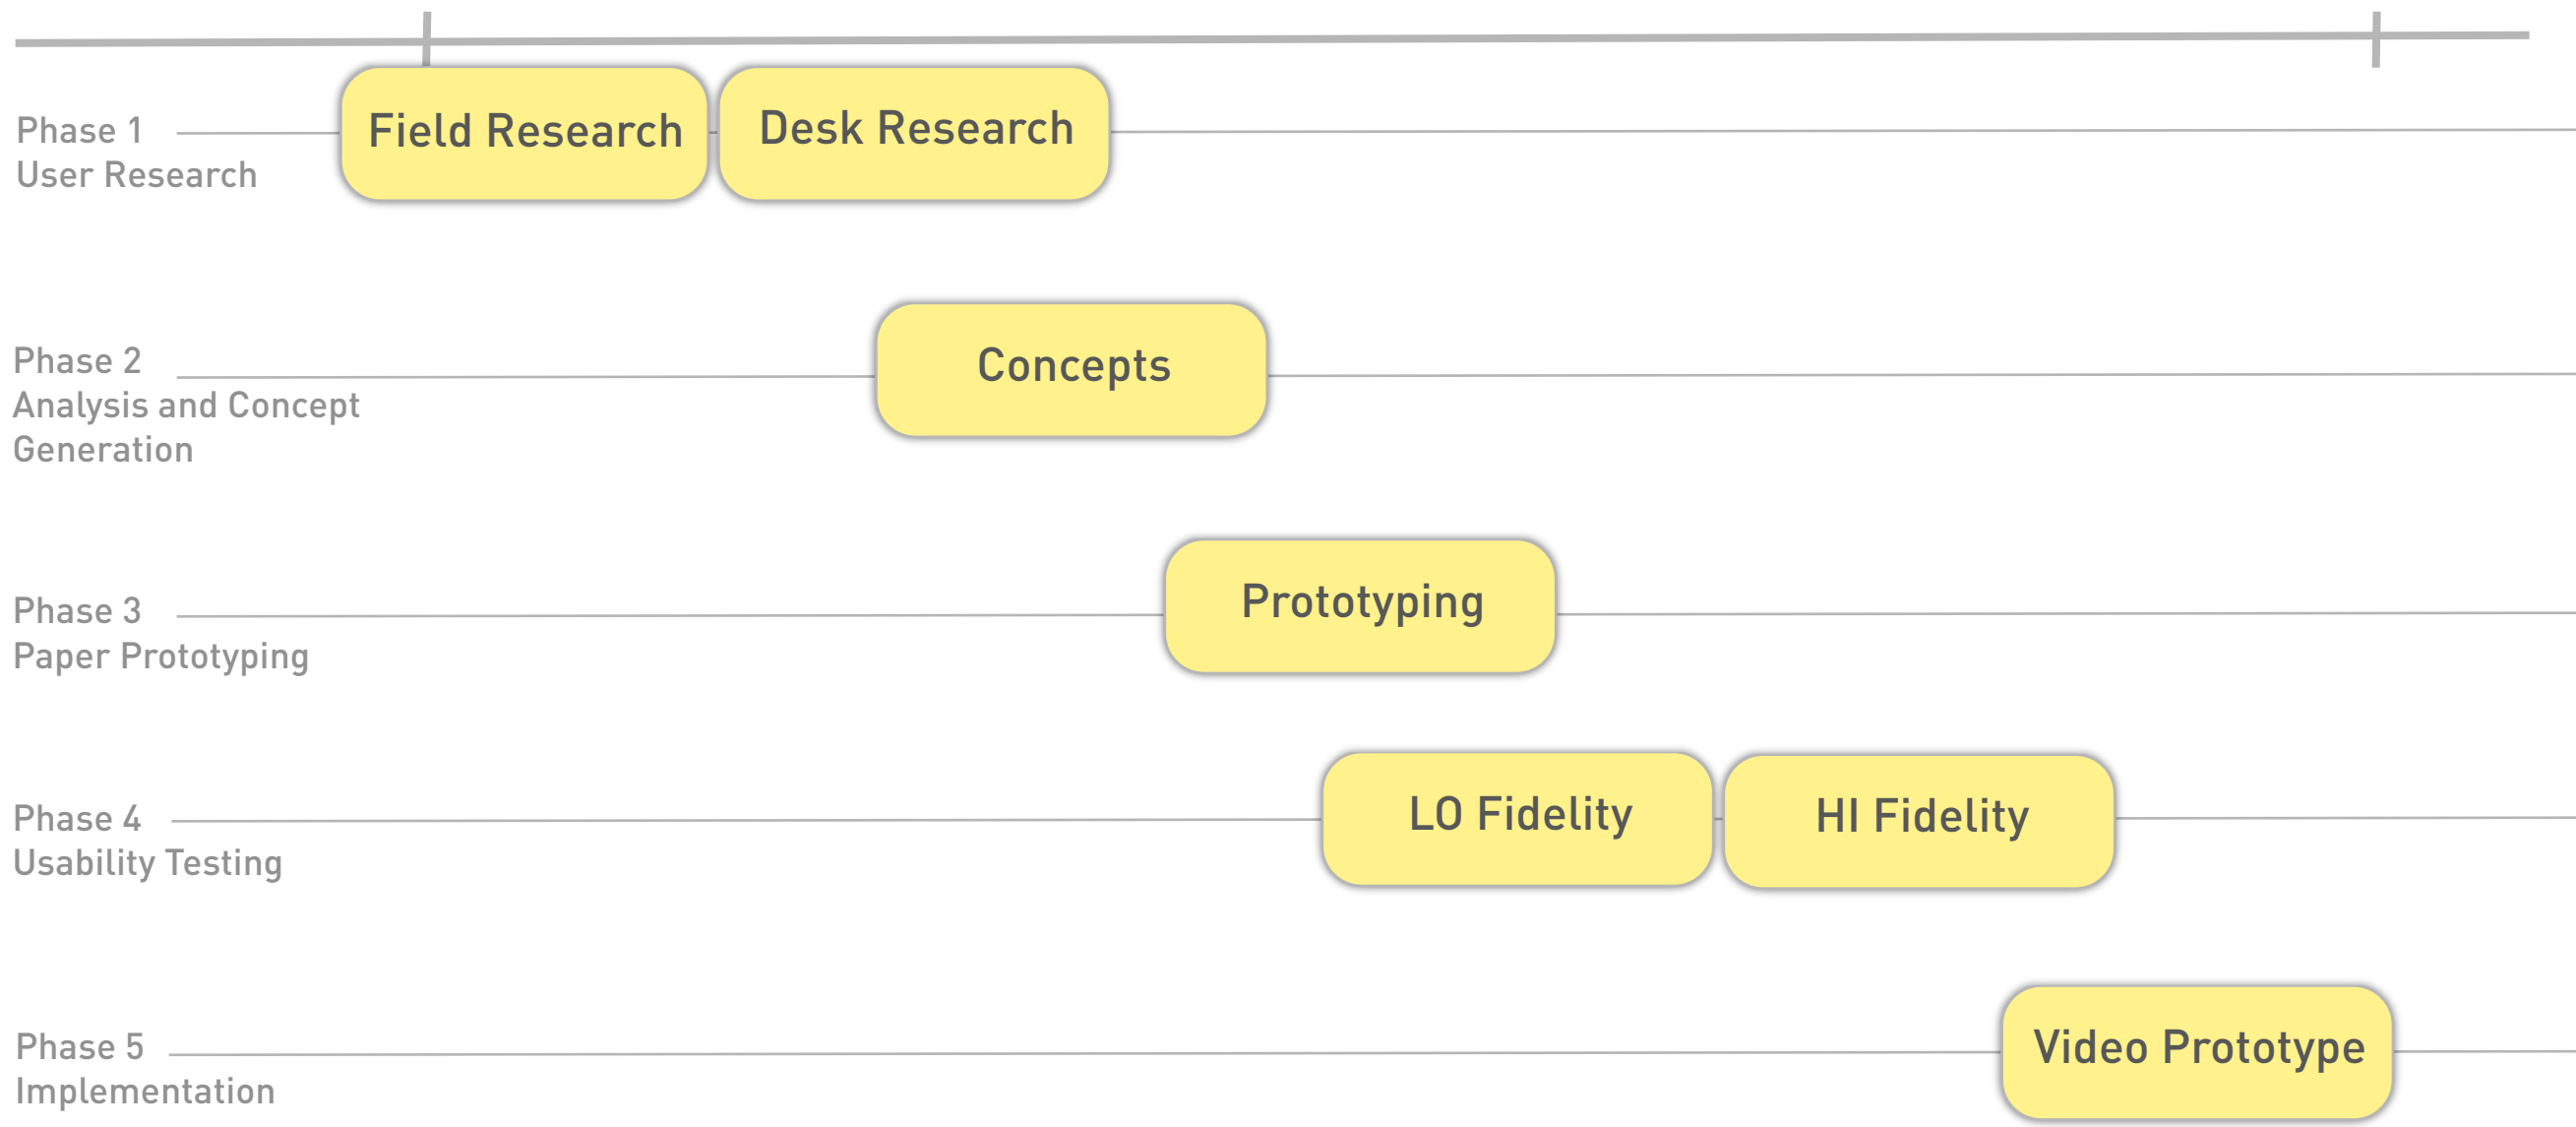 Phase 1
User Research
Field Research
Desk Research
Phase 2
Analysis and Concept
Generation
Concepts
Phase 3
Paper Prototyping
Prototyping
Phase 4
Usability Testing
LO Fidelity
HI Fidelity
Phase 5
Implementation
Video Prototype